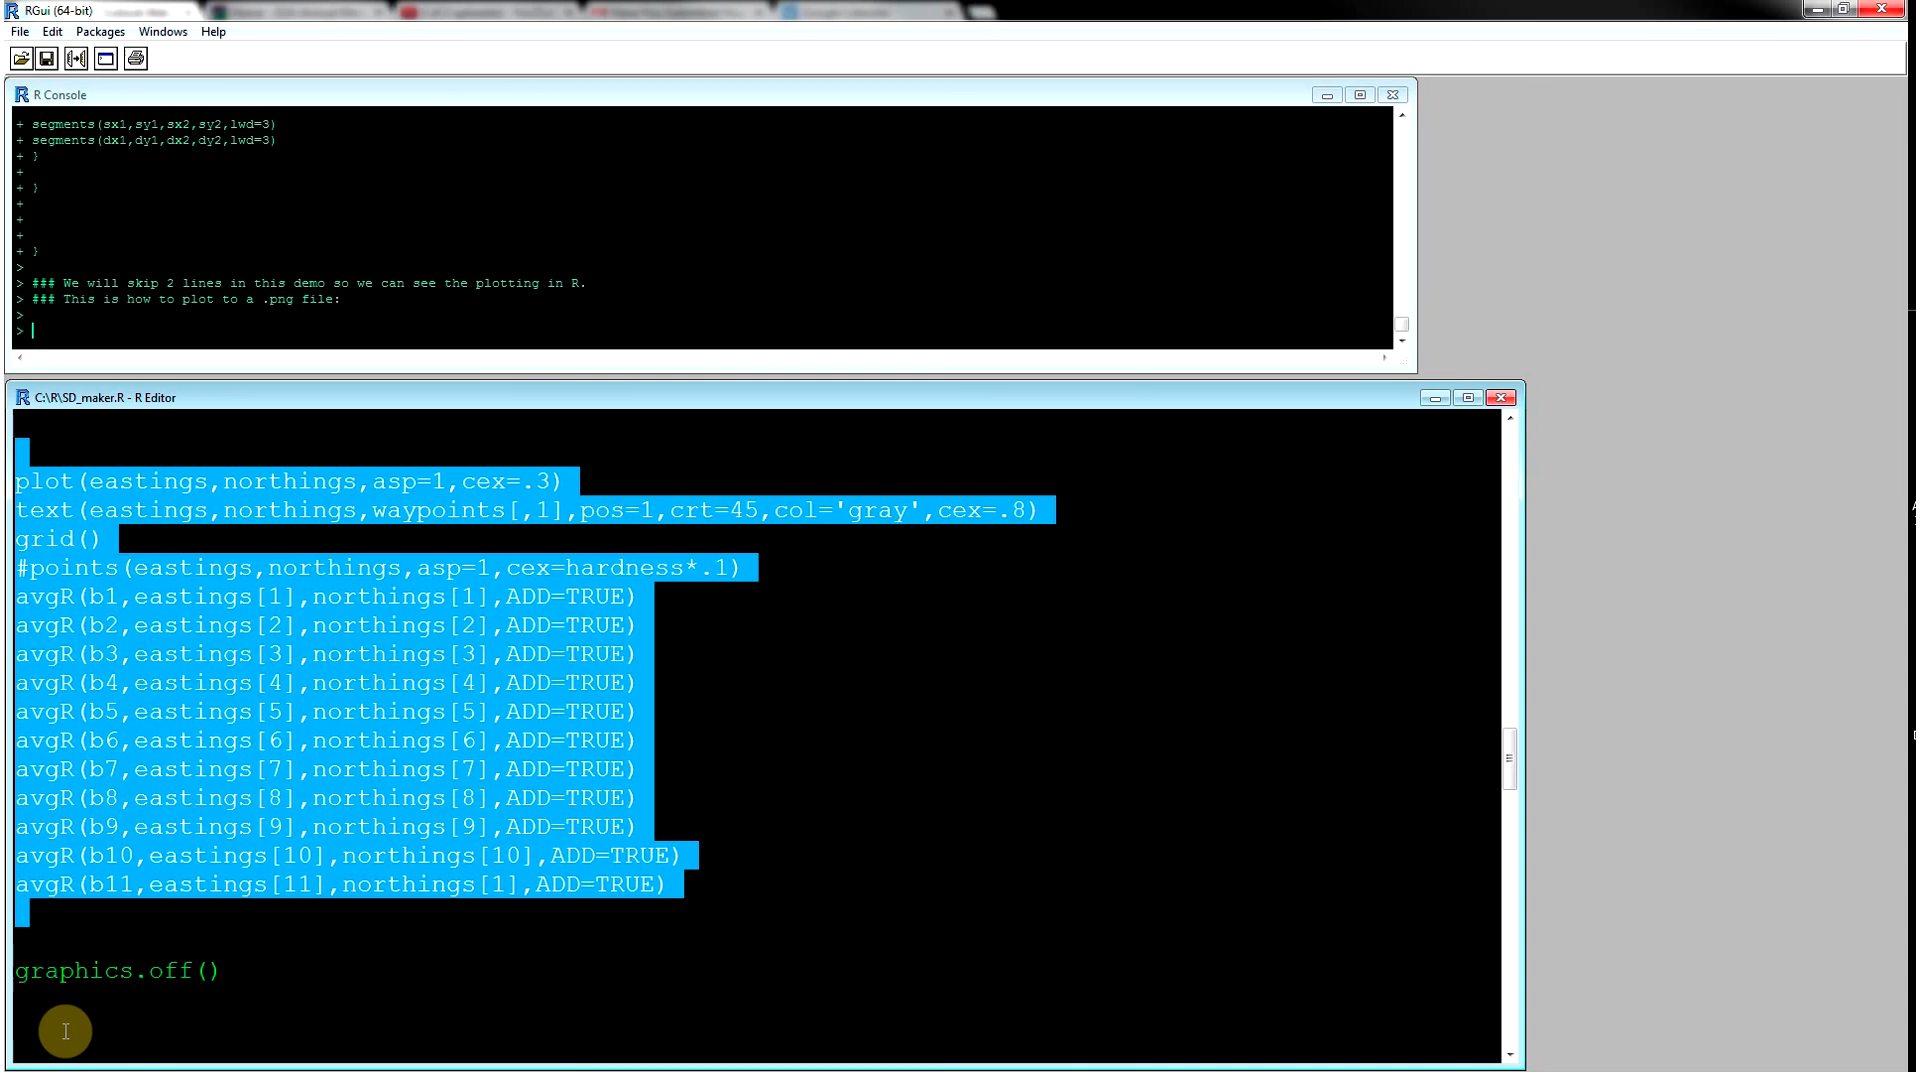 RGui (64-bit)
File Edit Packages Windows Help
R Console
+ segments(sx1,sy1,sx2,sy2,lwd=3)
+ segments(dx1,dy1,dx2,dy2,lwd=3)
+ }
+
+ }
+
+
+
+ }
>
> ### We will skip 2 lines in this demo so we can see the plotting in R.
> ### This is how to plot to a .png file:
>
>
C:\R\SD_maker.R - R Editor
plot(eastings,northings,asp=1,cex=.3)
text(eastings,northings,waypoints[,1],pos=1,crt=45,col='gray',cex=.8)
grid()
#points(eastings,northings,asp=1,cex=hardness*.1)
avgR(b1,eastings[1],northings[1],ADD=TRUE)
avgR(b2,eastings[2],northings[2],ADD=TRUE)
avgR(b3,eastings[3],northings[3],ADD=TRUE)
avgR(b4,eastings[4],northings[4],ADD=TRUE)
avgR(b5,eastings[5],northings[5],ADD=TRUE)
avgR(b6,eastings[6],northings[6],ADD=TRUE)
avgR(b7,eastings[7],northings[7],ADD=TRUE)
avgR(b8,eastings[8],northings[8],ADD=TRUE)
avgR(b9,eastings[9],northings[9],ADD=TRUE)
avgR(b10,eastings[10],northings[10],ADD=TRUE)
avgR(b11,eastings[11],northings[1],ADD=TRUE)
graphics.off()